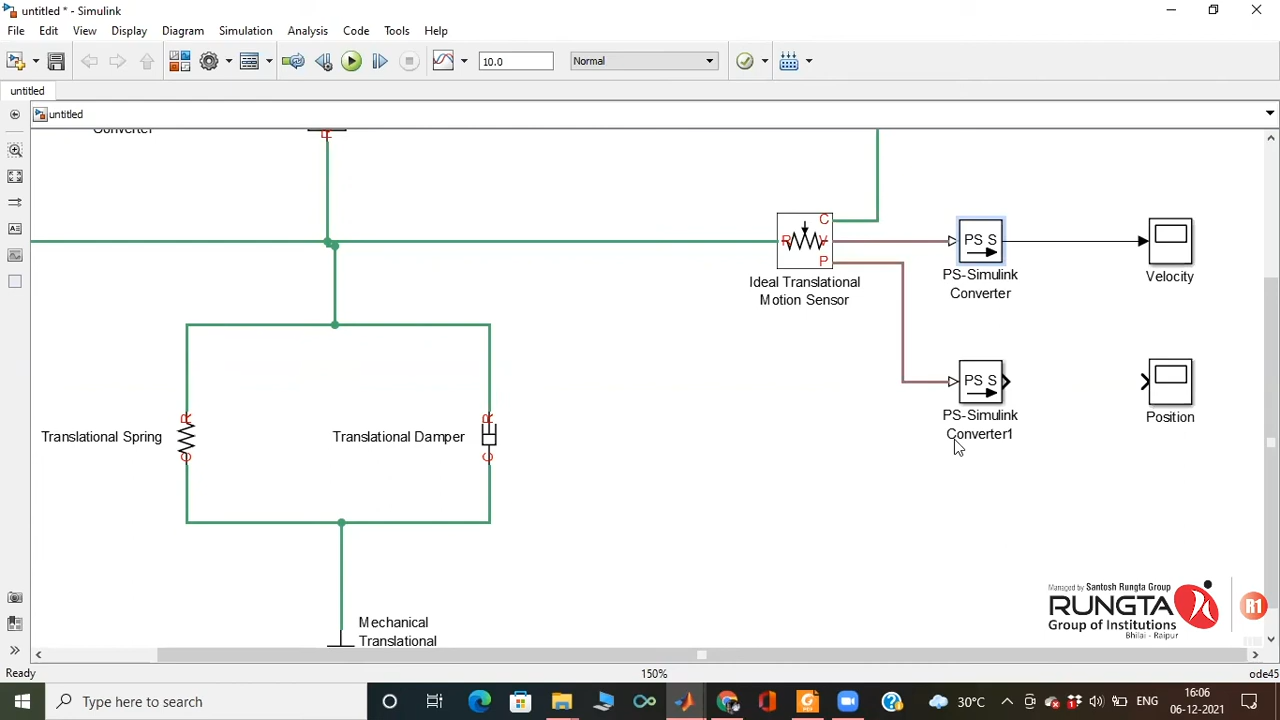 untitled * - Simulink
File Edit View Display Diagram Simulation Analysis Code Tools Help
10.0 Normal
untitled
untitled
Converter
C
R V
P
Ideal Translational
Motion Sensor
PS S
PS-Simulink
Converter
Velocity
PS S
PS-Simulink
Converter1
Position
Translational Spring
R
C
Translational Damper
R
C
Mechanical
Translational
Managed by Santosh Rungta Group
RUNGTA
Group of Institutions
Bhilai - Raipur
R1
Ready 150% ode45
Type here to search
30°C ENG
16:06
06-12-2021